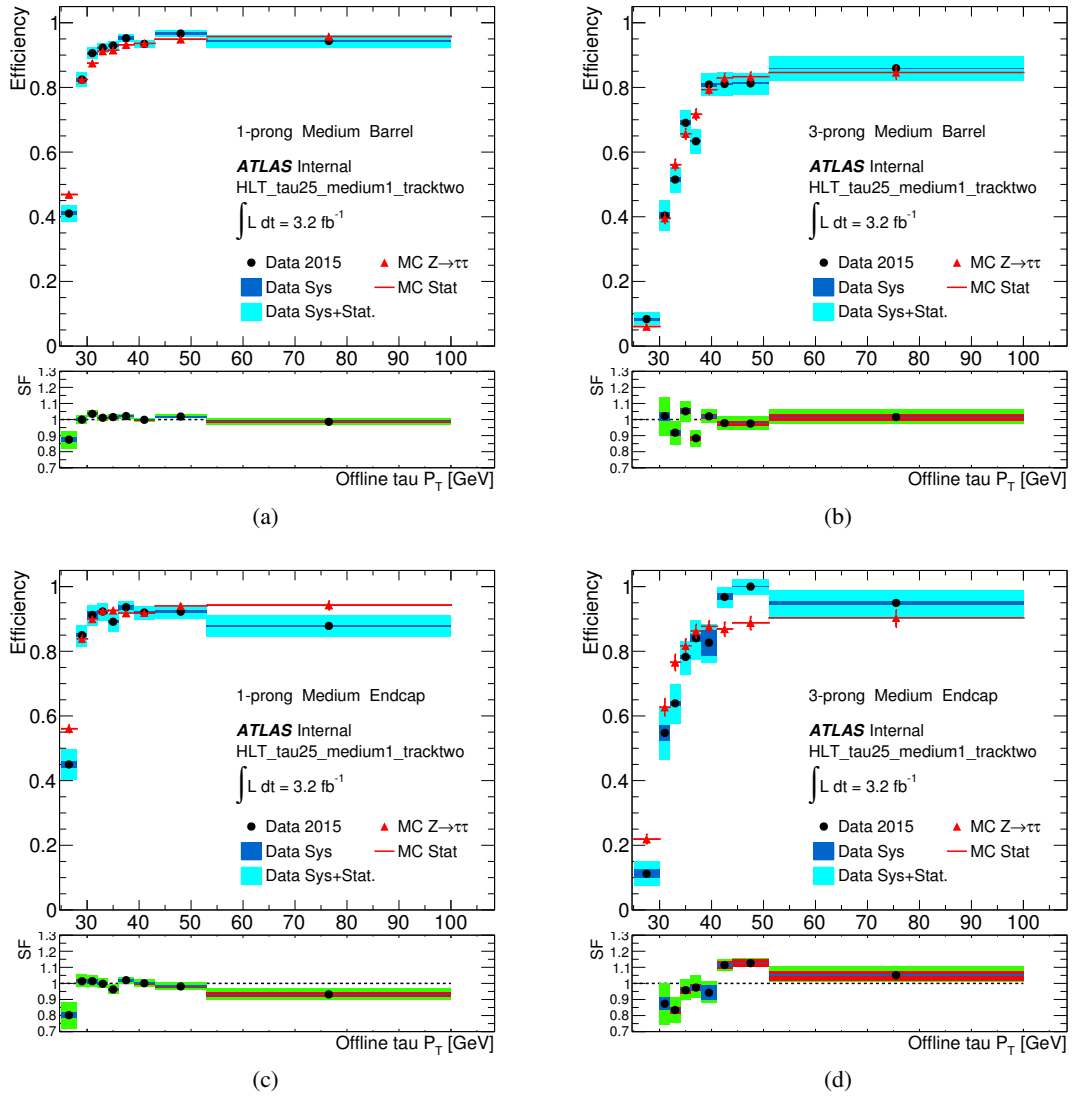 Efficiency
1
0.8
0.6
0.4
0.2
0
1-prong Medium Barrel
ATLAS Internal
HLT_tau25_medium1_tracktwo
∫ L dt = 3.2 fb⁻¹
Data 2015 MC Z→ττ
Data Sys MC Stat
Data Sys+Stat.
30 40 50 60 70 80 90 100
SF
1.3
1.2
1.1
1
0.9
0.8
0.7
Offline tau P_T [GeV]
(a)
Efficiency
1
0.8
0.6
0.4
0.2
0
3-prong Medium Barrel
ATLAS Internal
HLT_tau25_medium1_tracktwo
∫ L dt = 3.2 fb⁻¹
Data 2015 MC Z→ττ
Data Sys MC Stat
Data Sys+Stat.
30 40 50 60 70 80 90 100
SF
1.3
1.2
1.1
1
0.9
0.8
0.7
Offline tau P_T [GeV]
(b)
Efficiency
1
0.8
0.6
0.4
0.2
0
1-prong Medium Endcap
ATLAS Internal
HLT_tau25_medium1_tracktwo
∫ L dt = 3.2 fb⁻¹
Data 2015 MC Z→ττ
Data Sys MC Stat
Data Sys+Stat.
30 40 50 60 70 80 90 100
SF
1.3
1.2
1.1
1
0.9
0.8
0.7
Offline tau P_T [GeV]
(c)
Efficiency
1
0.8
0.6
0.4
0.2
0
3-prong Medium Endcap
ATLAS Internal
HLT_tau25_medium1_tracktwo
∫ L dt = 3.2 fb⁻¹
Data 2015 MC Z→ττ
Data Sys MC Stat
Data Sys+Stat.
30 40 50 60 70 80 90 100
SF
1.3
1.2
1.1
1
0.9
0.8
0.7
Offline tau P_T [GeV]
(d)